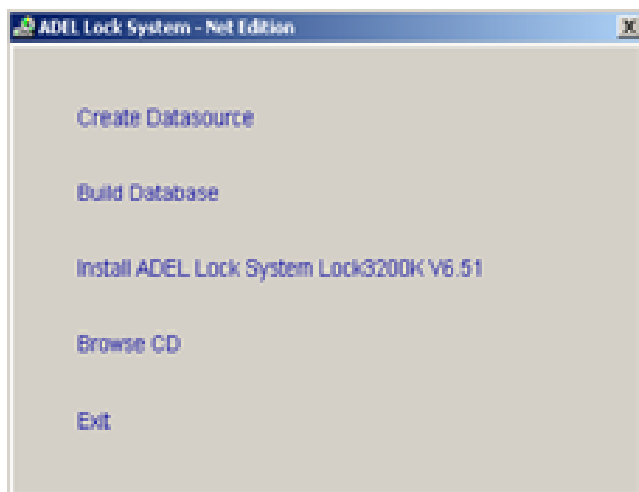 ADEL Lock System - Net Edition
Create Datasource
Build Database
Install ADEL Lock System Lock3200K V6.51
Browse CD
Exit